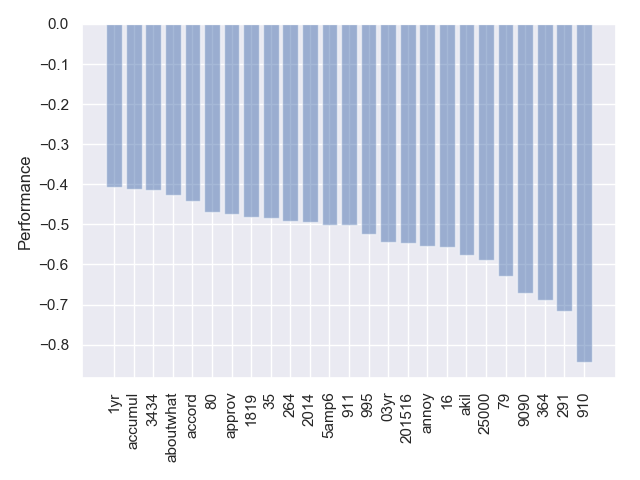 0.0
−0.1
−0.2
−0.3
−0.4
−0.5
−0.6
−0.7
−0.8
Performance
1yr
accumul
3434
aboutwhat
accord
80
approv
1819
35
264
2014
5amp6
911
995
03yr
201516
annoy
16
akil
25000
79
9090
364
291
910